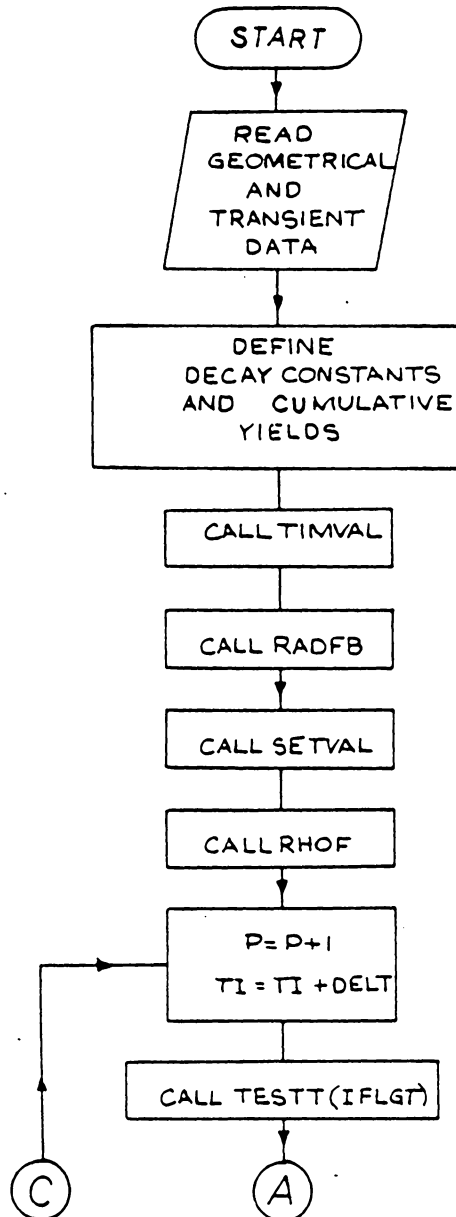 START
READ
GEOMETRICAL
AND
TRANSIENT
DATA
DEFINE
DECAY CONSTANTS
AND CUMULATIVE
YIELDS
CALL TIMVAL
CALL RADFB
CALL SETVAL
CALL RHOF
P=P+1
TI=TI+DELT
CALL TESTT(IFLGT)
C
A